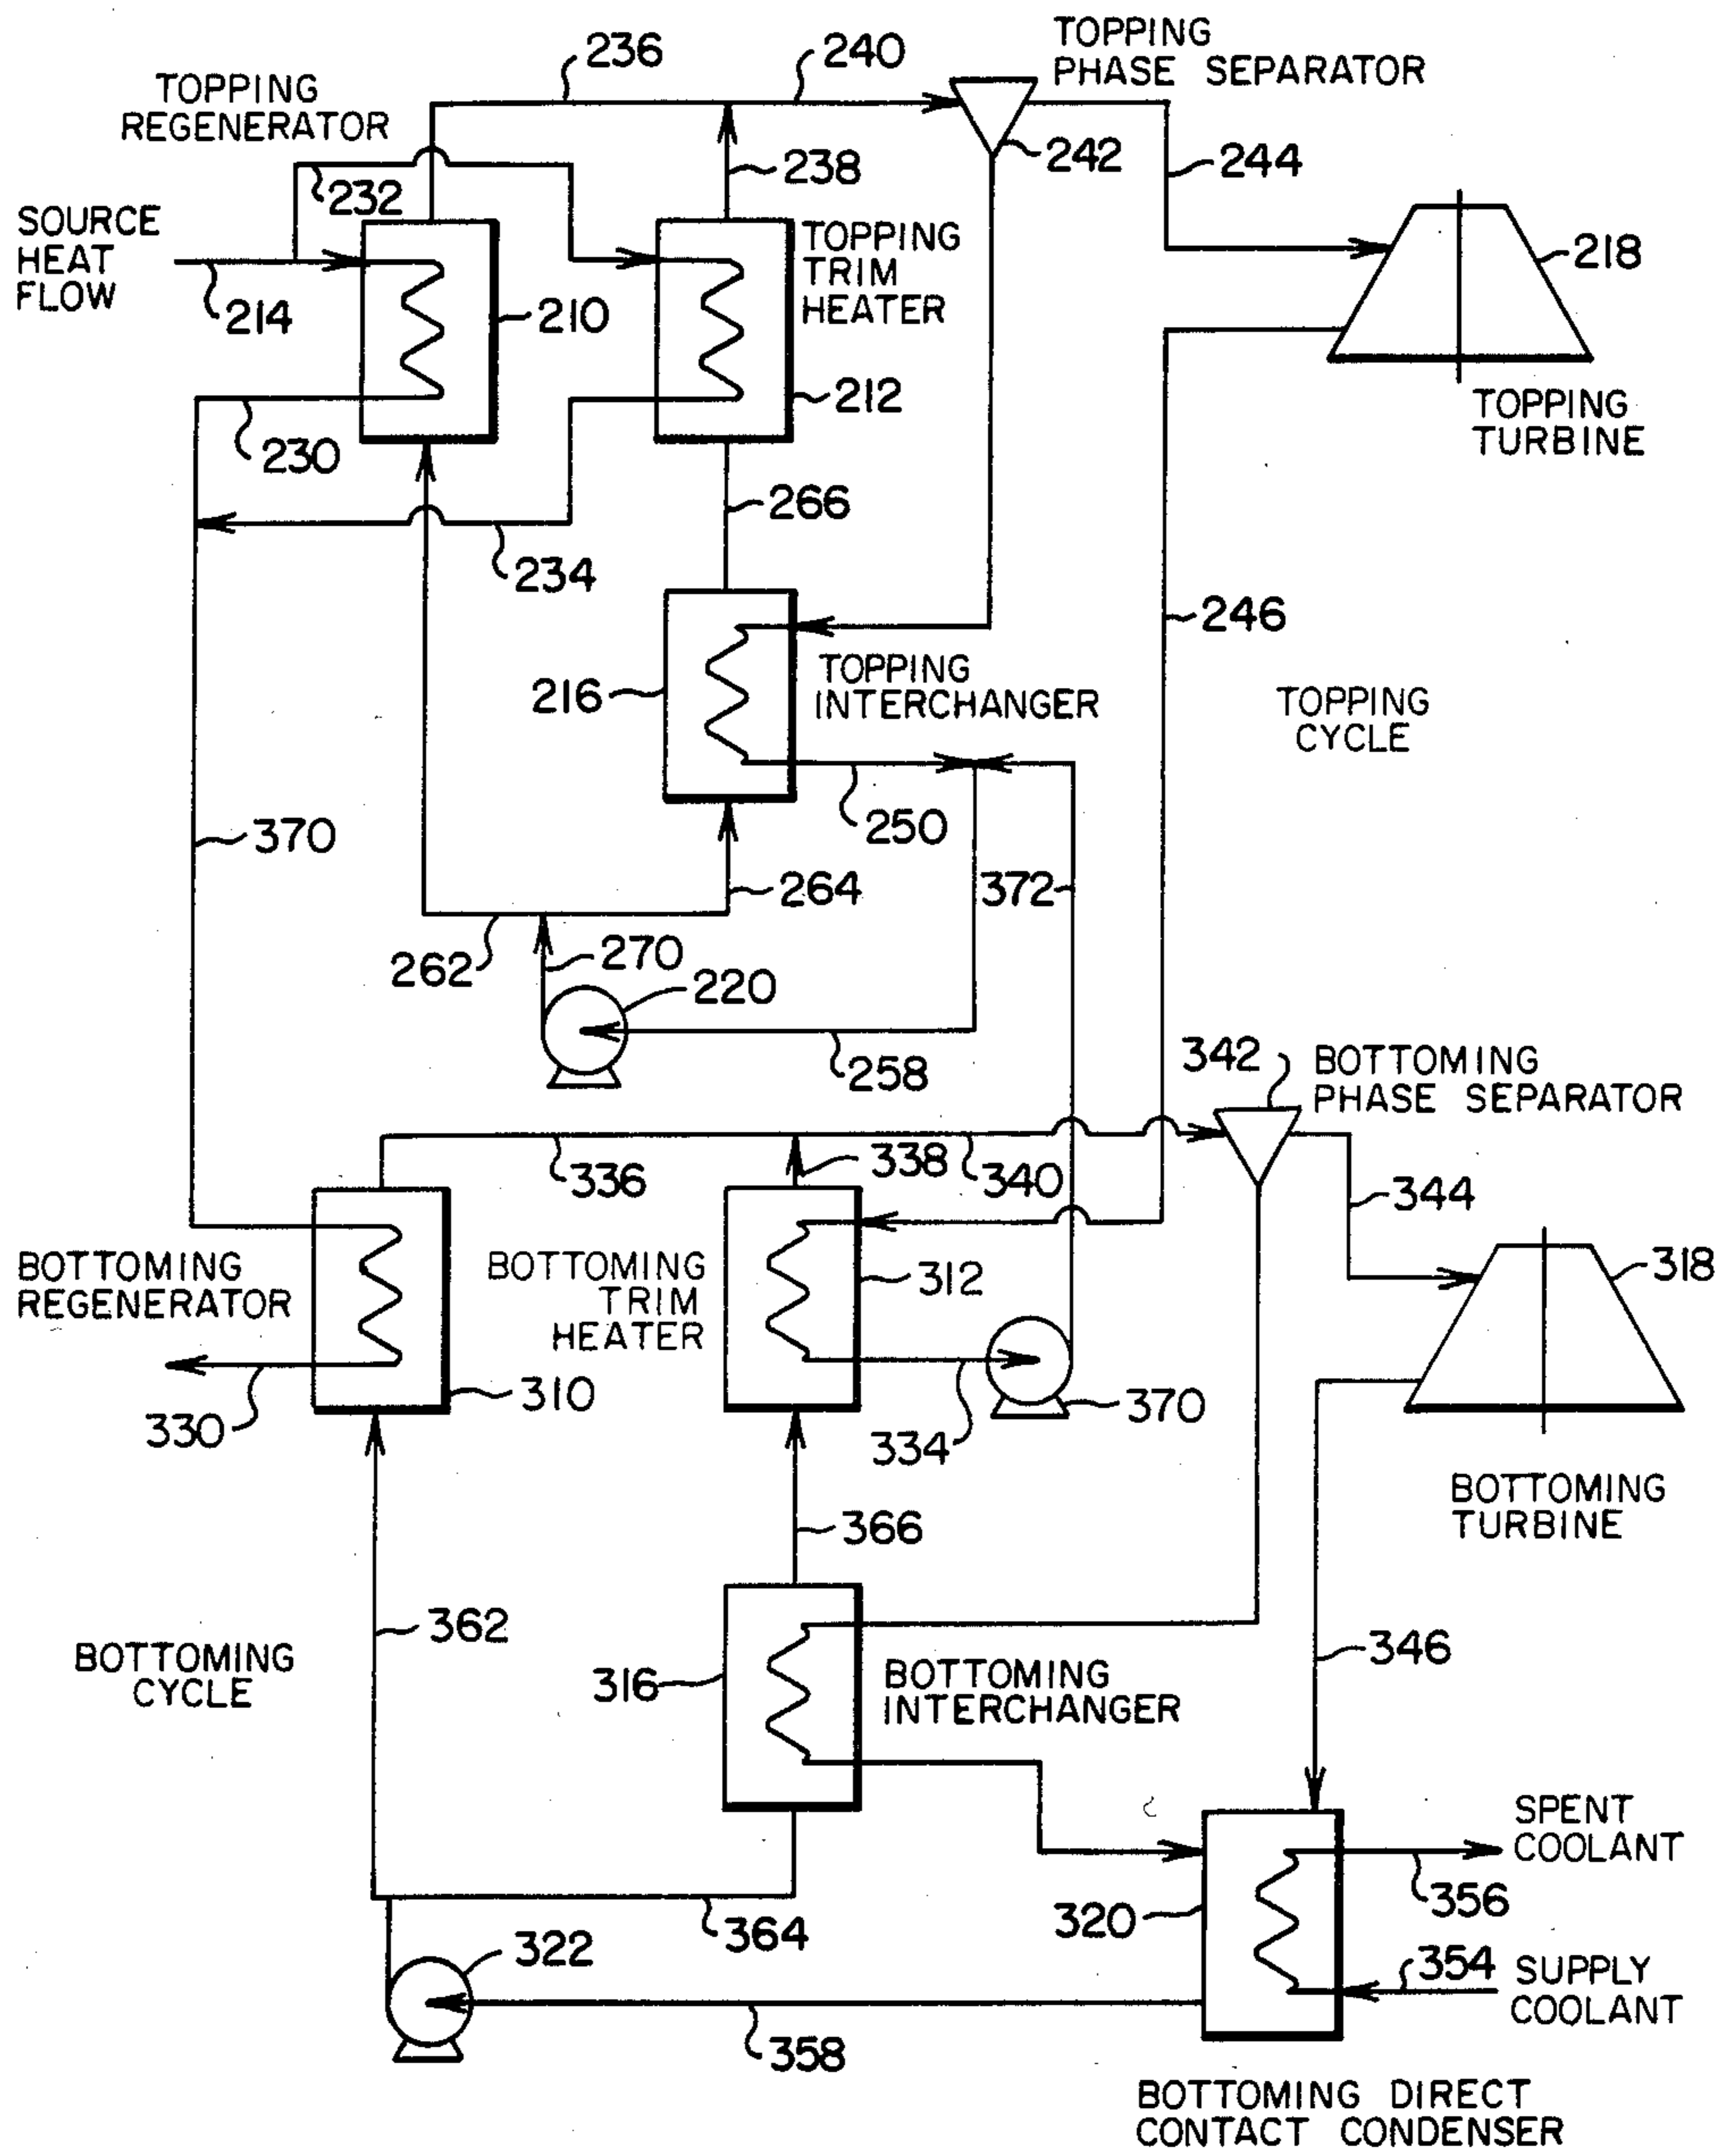 236
240
TOPPING
PHASE SEPARATOR
TOPPING
REGENERATOR
242
244
238
232
SOURCE
HEAT
FLOW
TOPPING
TRIM
HEATER
218
214
210
212
TOPPING
TURBINE
230
266
234
246
TOPPING
INTERCHANGER
216
TOPPING
CYCLE
250
370
372
264
262
270
220
258
342
BOTTOMING
PHASE SEPARATOR
336
338
340
344
BOTTOMING
REGENERATOR
BOTTOMING
TRIM
HEATER
312
318
310
370
330
334
BOTTOMING
TURBINE
366
362
BOTTOMING
CYCLE
346
316
BOTTOMING
INTERCHANGER
SPENT
COOLANT
356
320
364
322
354
SUPPLY
COOLANT
358
BOTTOMING DIRECT
CONTACT CONDENSER